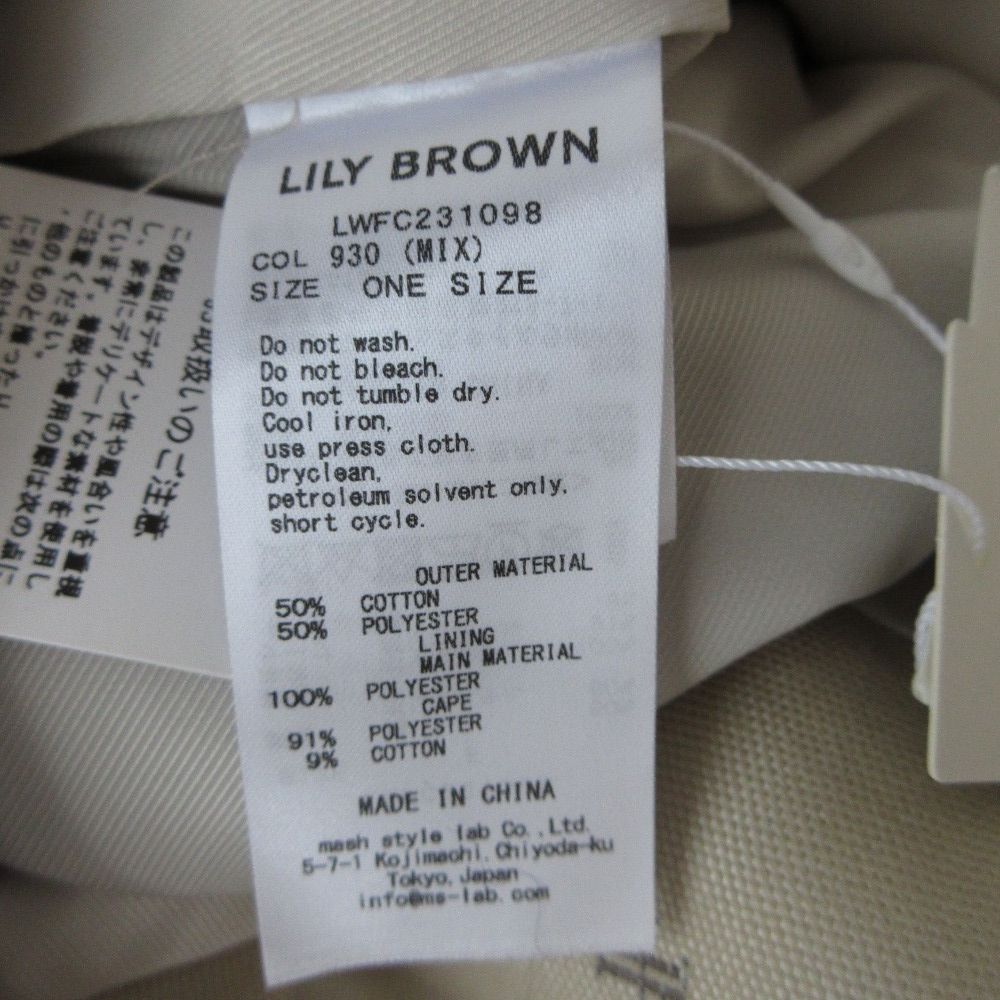 LILY BROWN
LWFC231098
COL 930 (MIX)
SIZE ONE SIZE
Do not wash.
Do not bleach.
Do not tumble dry.
Cool iron,
use press cloth.
Dryclean,
petroleum solvent only,
short cycle.
OUTER MATERIAL
50% COTTON
50% POLYESTER
LINING
MAIN MATERIAL
100% POLYESTER
CAPE
91% POLYESTER
9% COTTON
MADE IN CHINA
mash style lab Co.,Ltd.
5-7-1 Kojimachi,Chiyoda-ku
Tokyo,Japan
info@ms-lab.com
扱いのご注意
この製品はデザイン性や風合いを重視
し、非常にデリケートな素材を使用し
ています。着脱や着用の際は次の点に
ご注意ください。